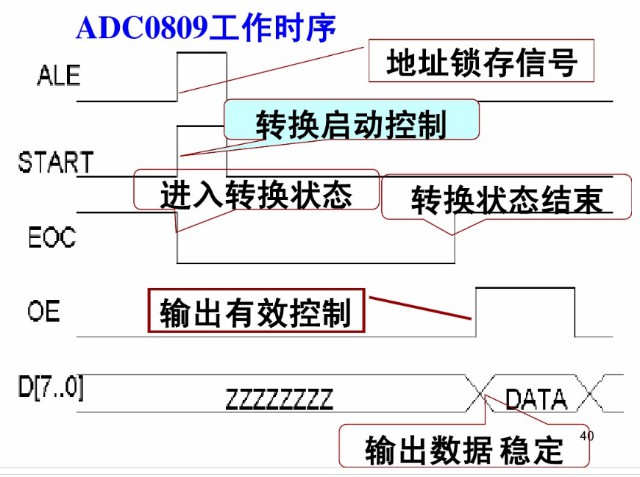 ADC0809工作时序
ALE
地址锁存信号
转换启动控制
START
进入转换状态
转换状态结束
EOC
OE
输出有效控制
D[7..0]
ZZZZZZZZ
DATA
40
输出数据 稳定